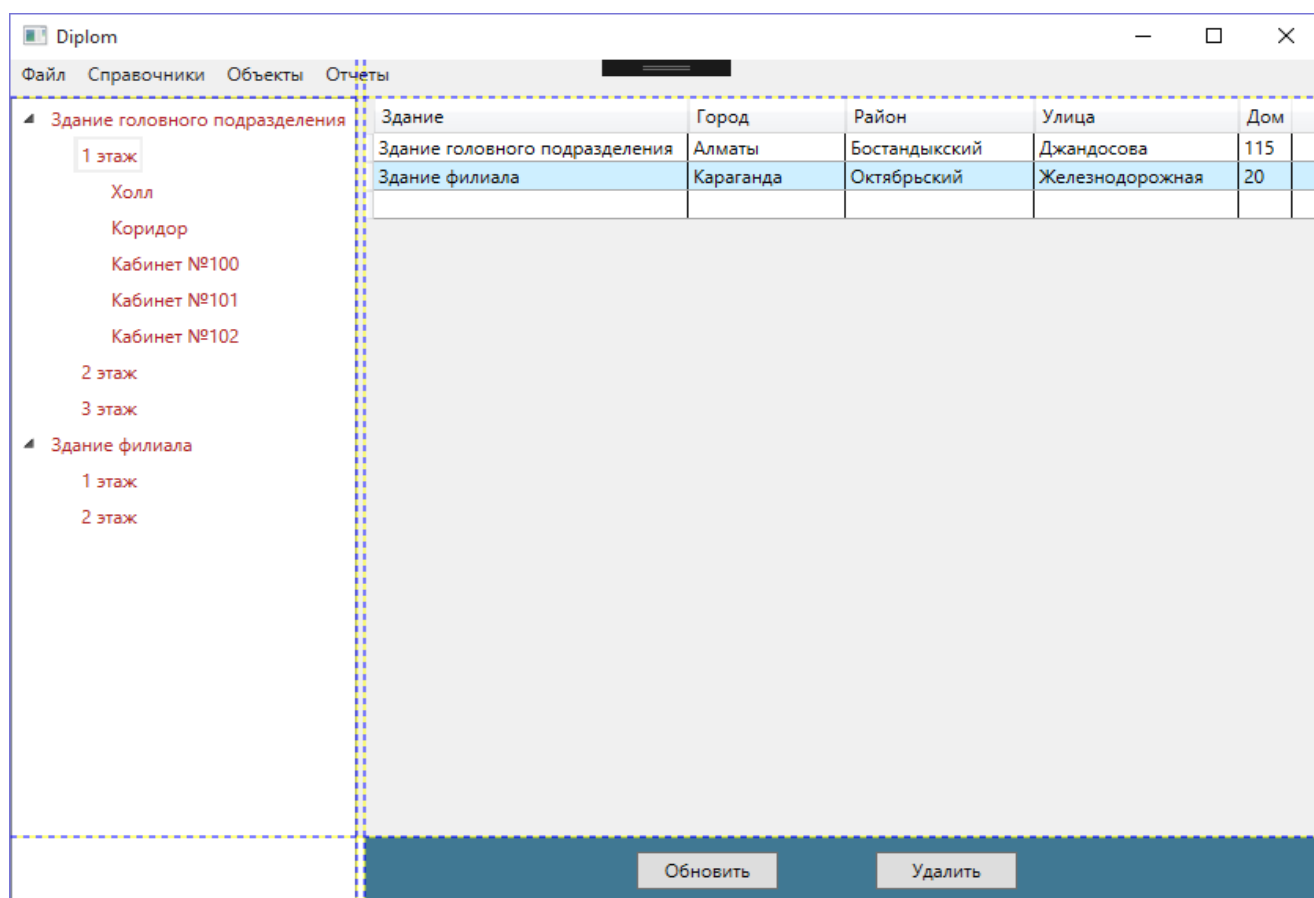 Diplom
Файл Справочники Объекты Отчеты
Здание головного подразделения
1 этаж
Холл
Коридор
Кабинет №100
Кабинет №101
Кабинет №102
2 этаж
3 этаж
Здание филиала
1 этаж
2 этаж
Здание Город Район Улица Дом
Здание головного подразделения Алматы Бостандыкский Джандосова 115
Здание филиала Караганда Октябрьский Железнодорожная 20
Обновить Удалить